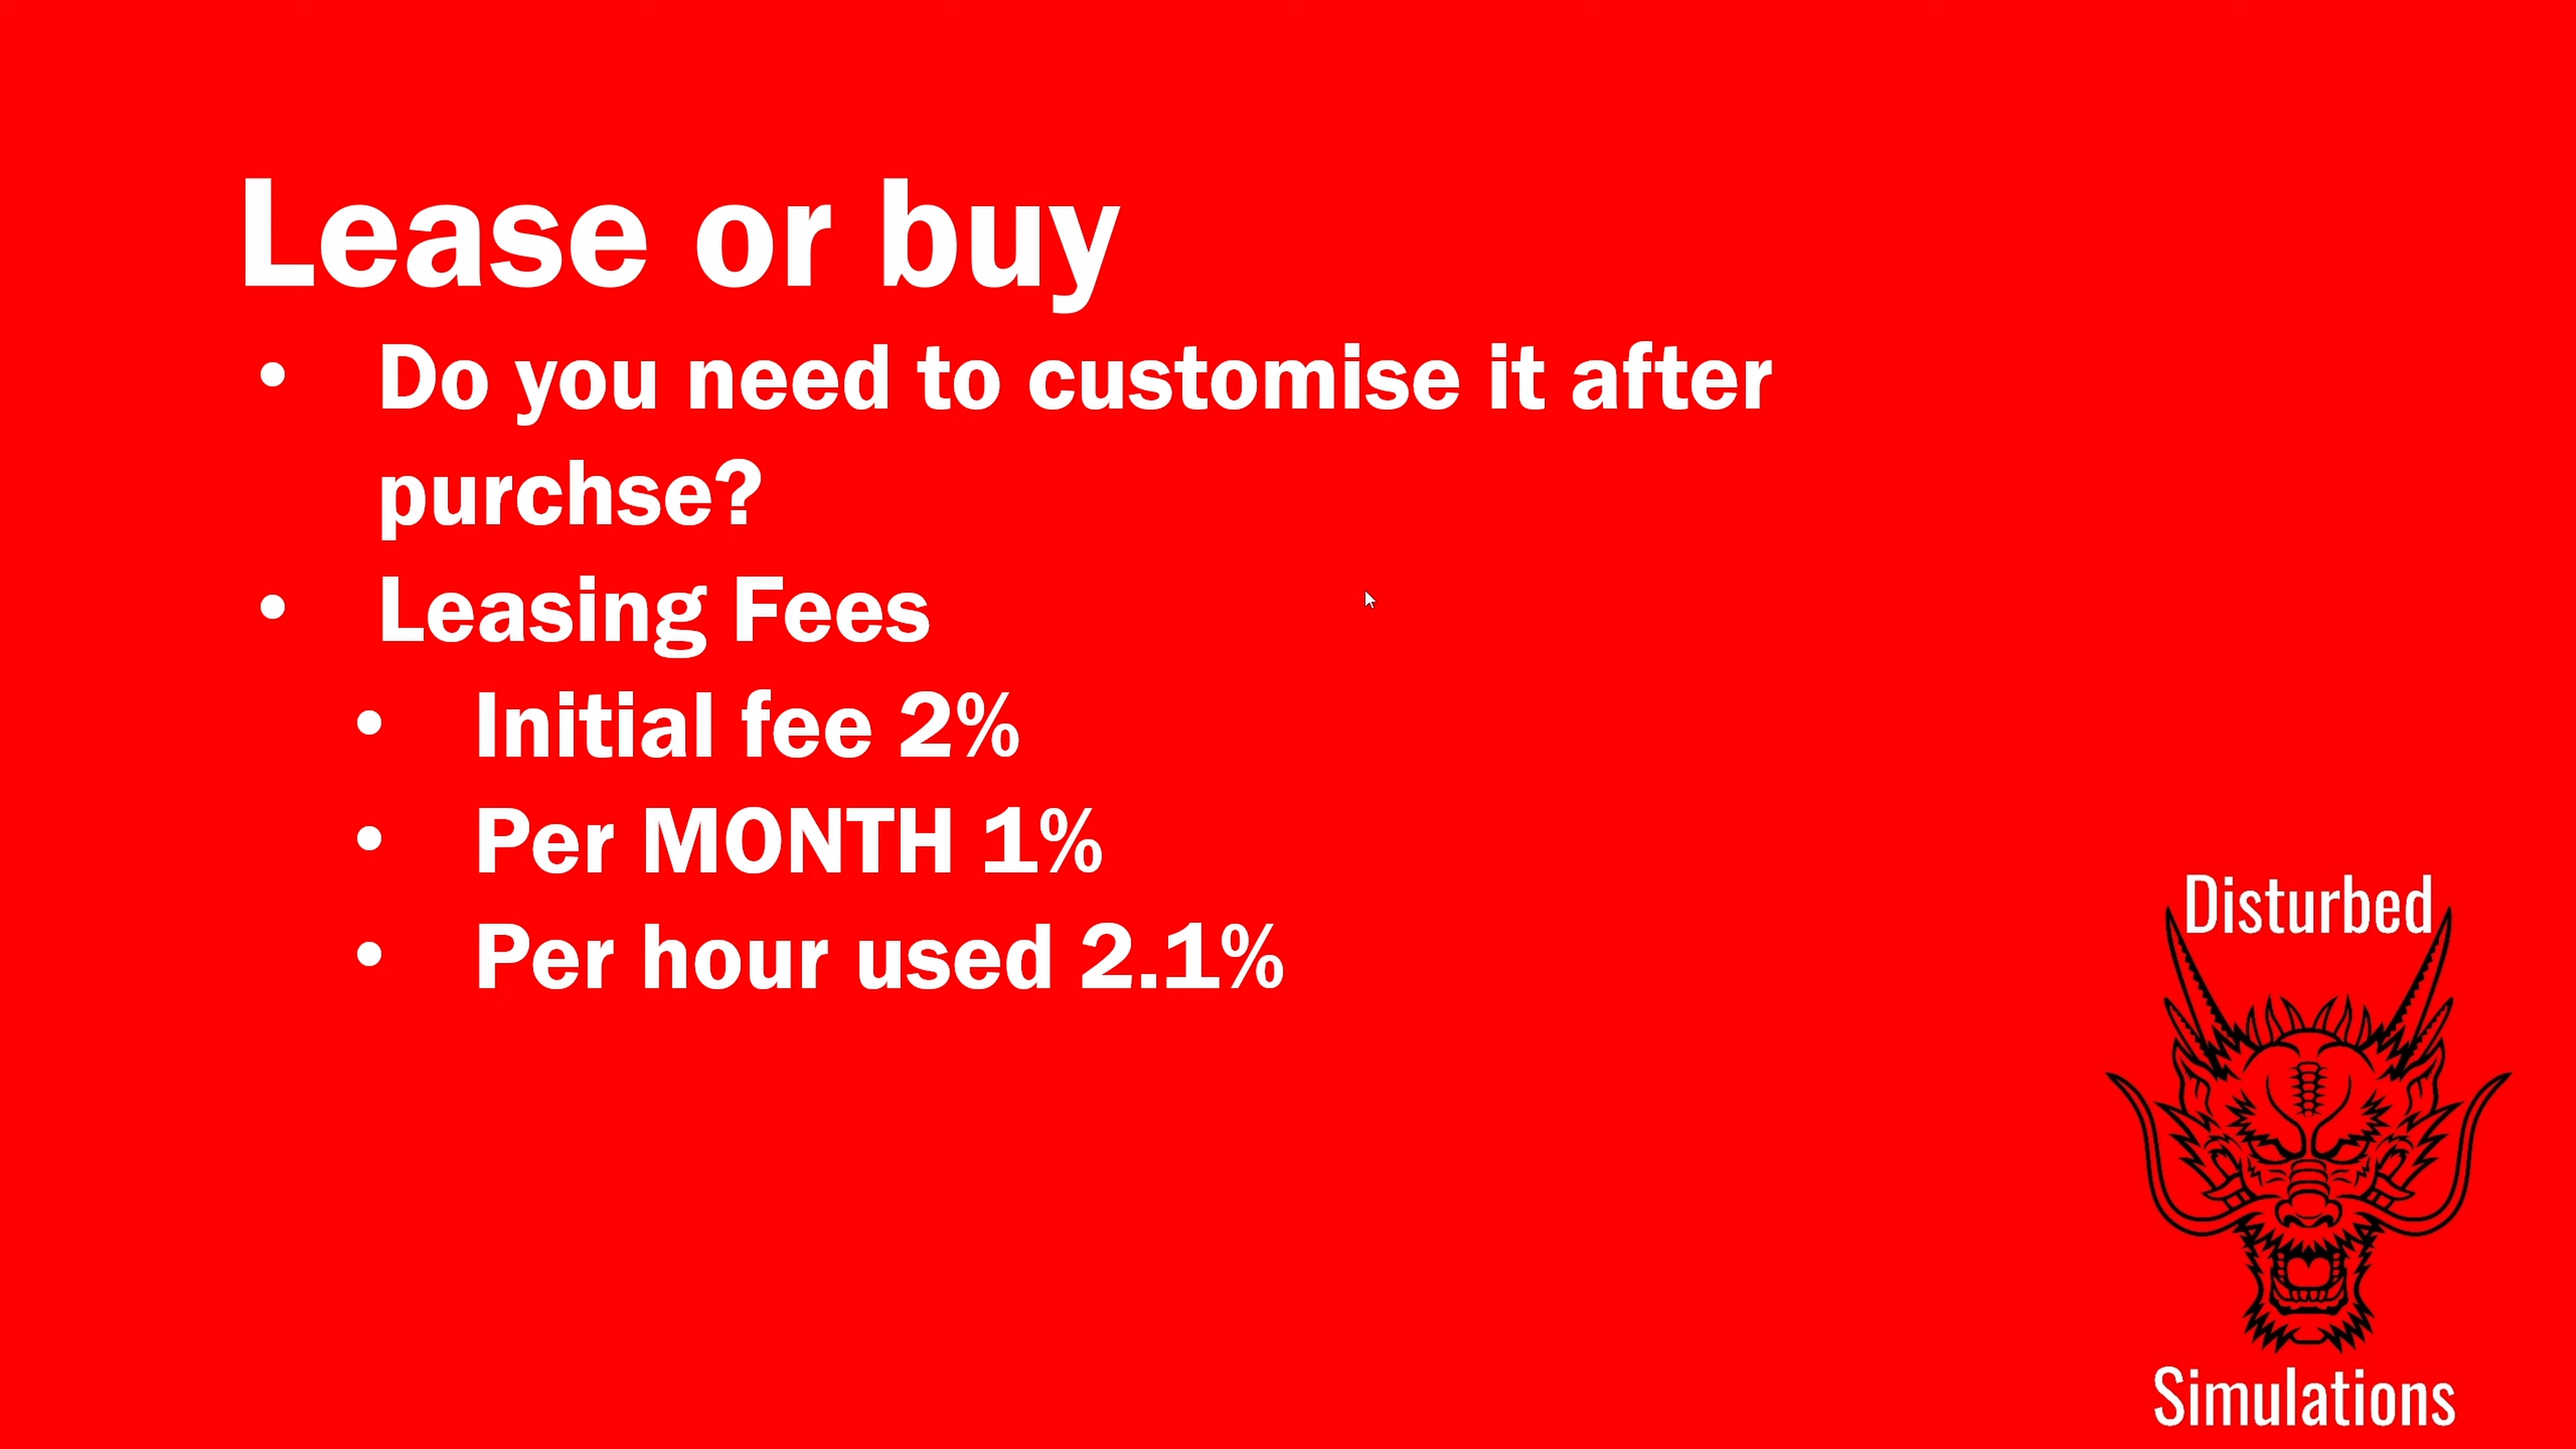 Lease or buy
• Do you need to customise it after
purchse?
• Leasing Fees
• Initial fee 2%
• Per MONTH 1%
• Per hour used 2.1%
Disturbed
Simulations